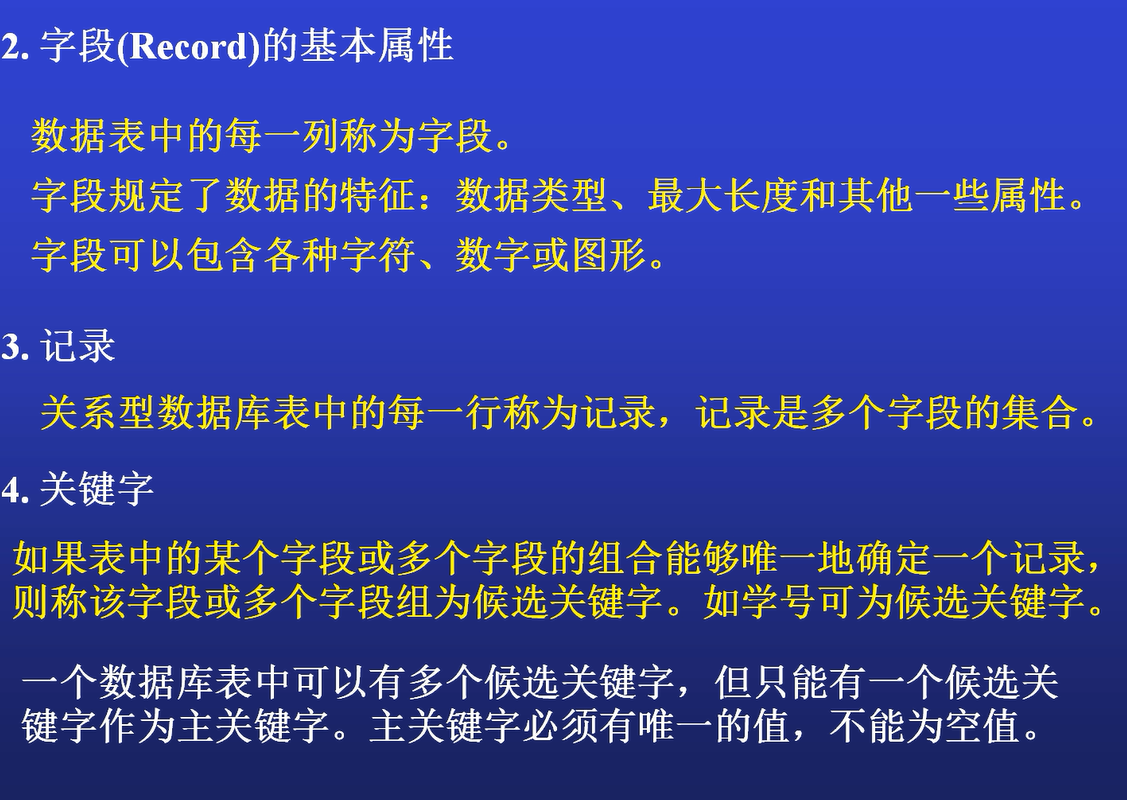 2. 字段(Record)的基本属性
数据表中的每一列称为字段。
字段规定了数据的特征：数据类型、最大长度和其他一些属性。
字段可以包含各种字符、数字或图形。
3. 记录
关系型数据库表中的每一行称为记录，记录是多个字段的集合。
4. 关键字
如果表中的某个字段或多个字段的组合能够唯一地确定一个记录，
则称该字段或多个字段组为候选关键字。如学号可为候选关键字。
一个数据库表中可以有多个候选关键字，但只能有一个候选关
键字作为主关键字。主关键字必须有唯一的值，不能为空值。